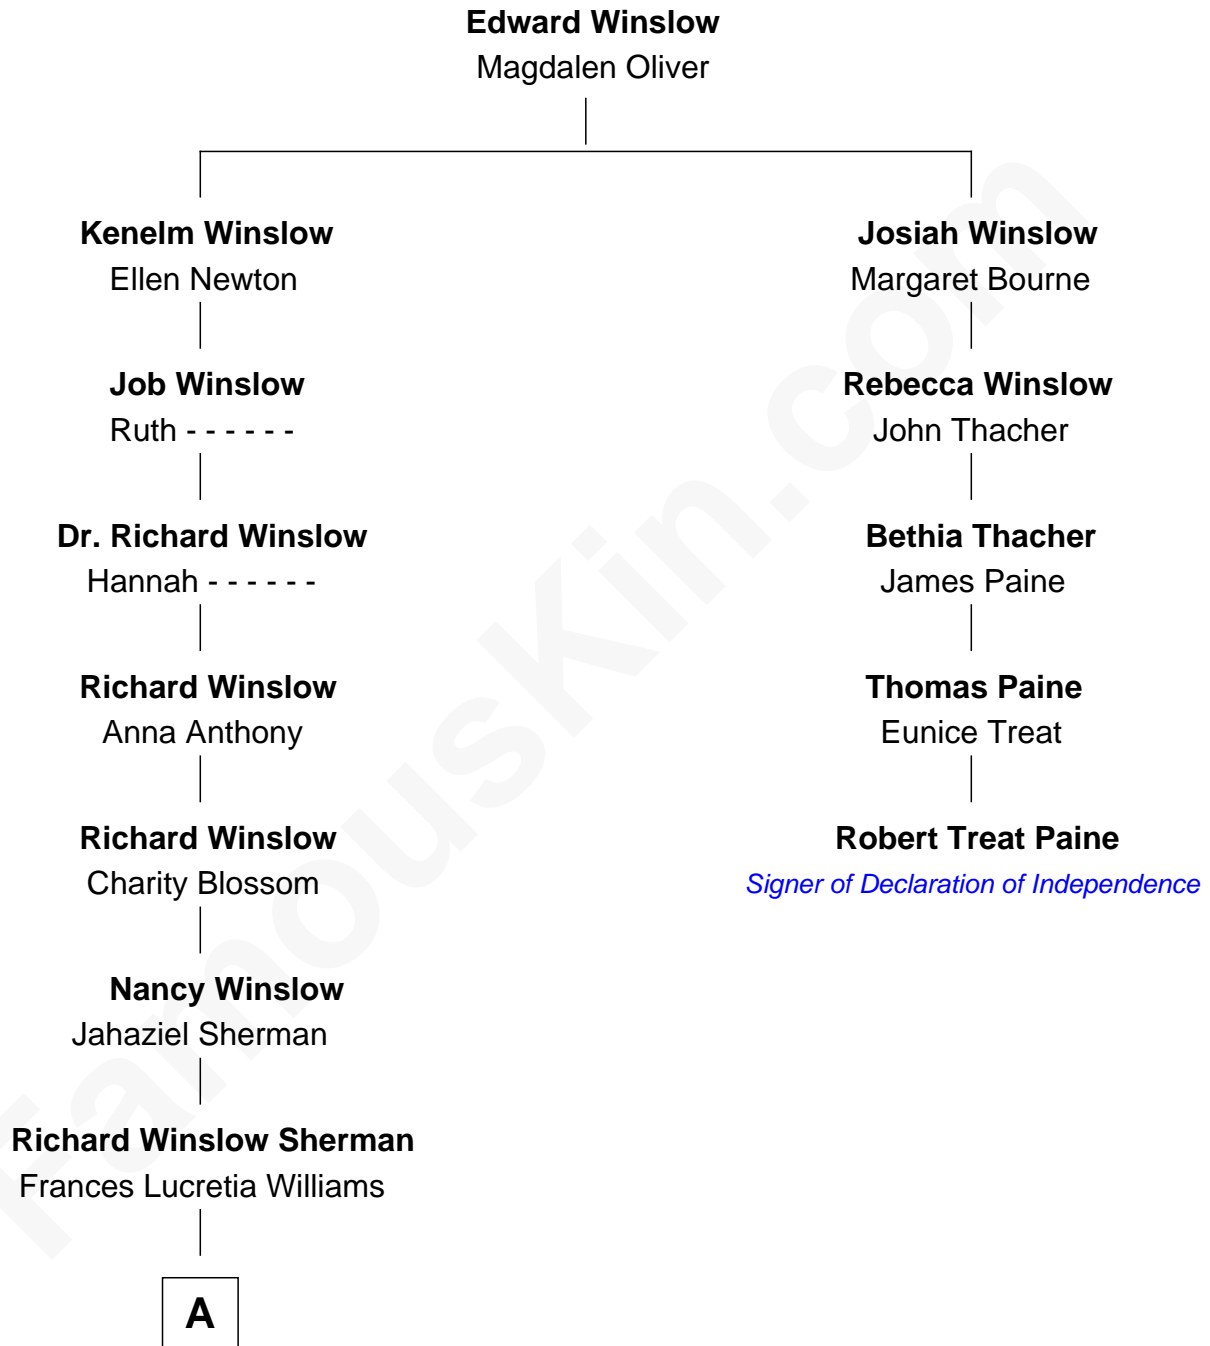 Edward Winslow
Magdalen Oliver
Kenelm Winslow
Ellen Newton
Josiah Winslow
Margaret Bourne
Job Winslow
Ruth - - - - - -
Rebecca Winslow
John Thacher
Dr. Richard Winslow
Hannah - - - - - -
Bethia Thacher
James Paine
Richard Winslow
Anna Anthony
Thomas Paine
Eunice Treat
Richard Winslow
Charity Blossom
Robert Treat Paine
Signer of Declaration of Independence
Nancy Winslow
Jahaziel Sherman
Richard Winslow Sherman
Frances Lucretia Williams
A
FamousKin.com